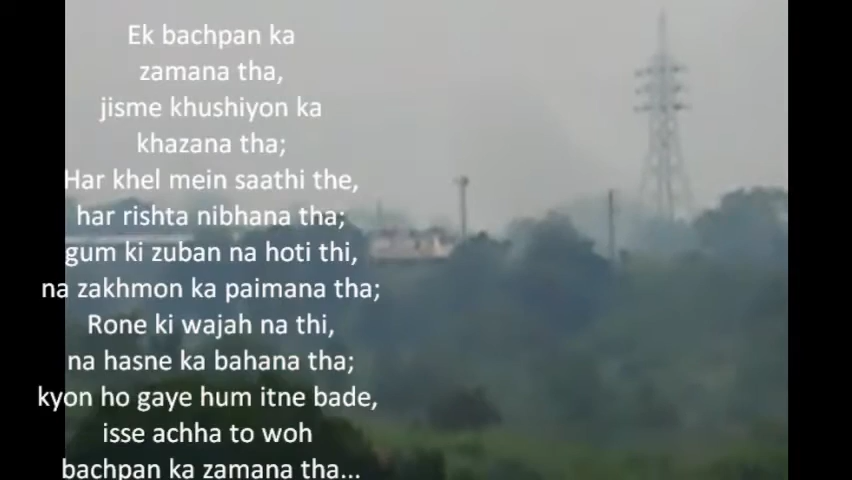 Ek bachpan ka
zamana tha,
jisme khushiyon ka
khazana tha;
Har khel mein saathi the,
har rishta nibhana tha;
gum ki zuban na hoti thi,
na zakhmon ka paimana tha;
Rone ki wajah na thi,
na hasne ka bahana tha;
kyon ho gaye hum itne bade,
isse achha to woh
bachpan ka zamana tha...